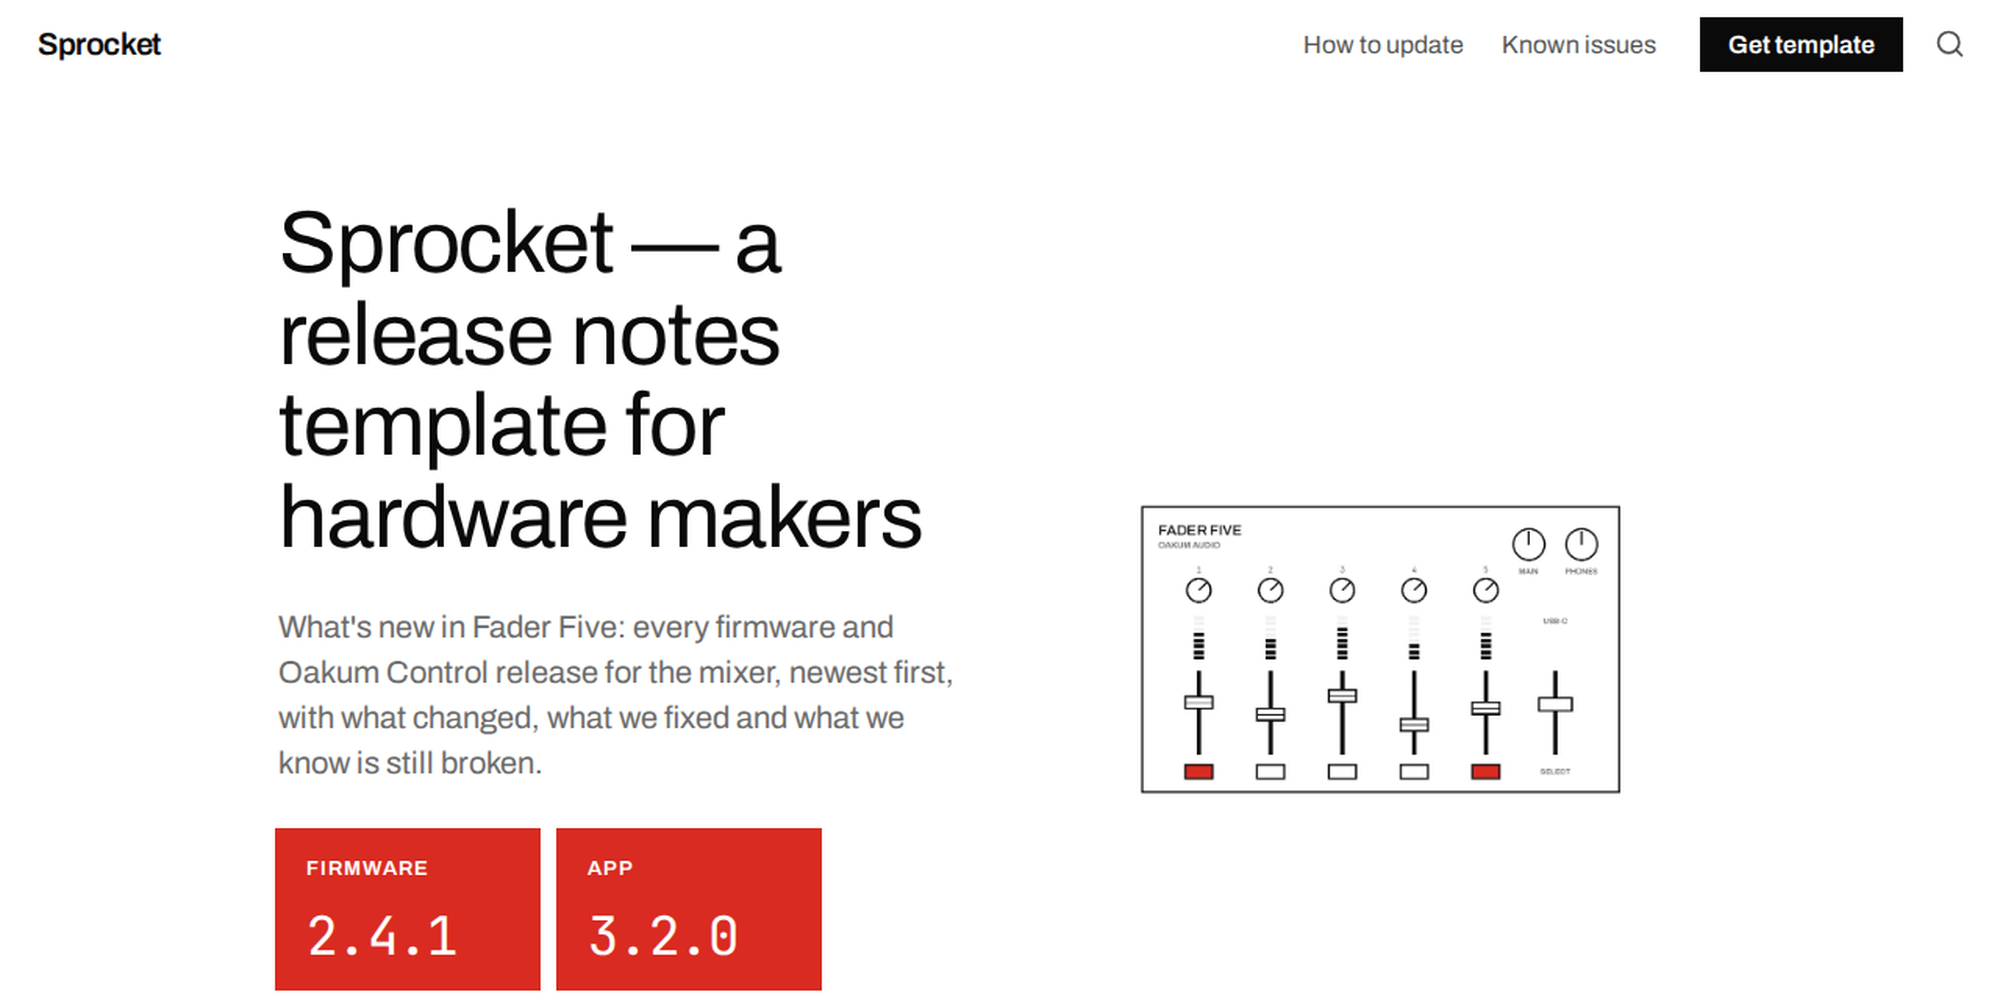 Sprocket
How to update
Known issues
Get template
Sprocket — a
release notes
template for
hardware makers
What's new in Fader Five: every firmware and
Oakum Control release for the mixer, newest first,
with what changed, what we fixed and what we
know is still broken.
FIRMWARE
2.4.1
APP
3.2.0
FADER FIVE
OAKUM AUDIO
MAIN
PHONES
1
2
3
4
5
USB-C
SELECT